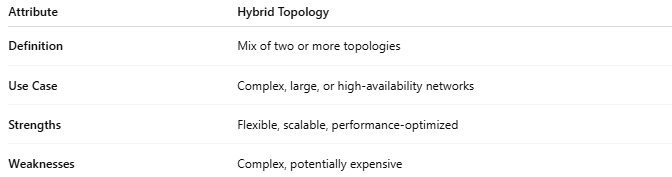 Attribute Hybrid Topology
Definition Mix of two or more topologies
Use Case Complex, large, or high-availability networks
Strengths Flexible, scalable, performance-optimized
Weaknesses Complex, potentially expensive